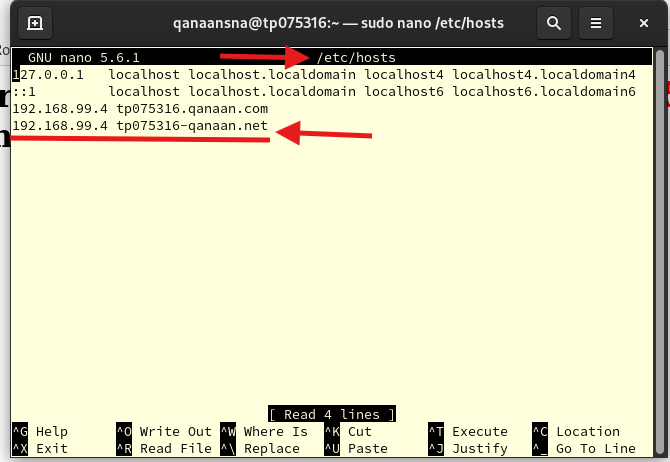 qanaansna@tp075316:~ — sudo nano /etc/hosts
GNU nano 5.6.1 /etc/hosts
127.0.0.1 localhost localhost.localdomain localhost4 localhost4.localdomain4
::1 localhost localhost.localdomain localhost6 localhost6.localdomain6
192.168.99.4 tp075316.qanaan.com
192.168.99.4 tp075316-qanaan.net
[ Read 4 lines ]
^G Help ^O Write Out ^W Where Is ^K Cut ^T Execute ^C Location
^X Exit ^R Read File ^\ Replace ^U Paste ^J Justify ^_ Go To Line